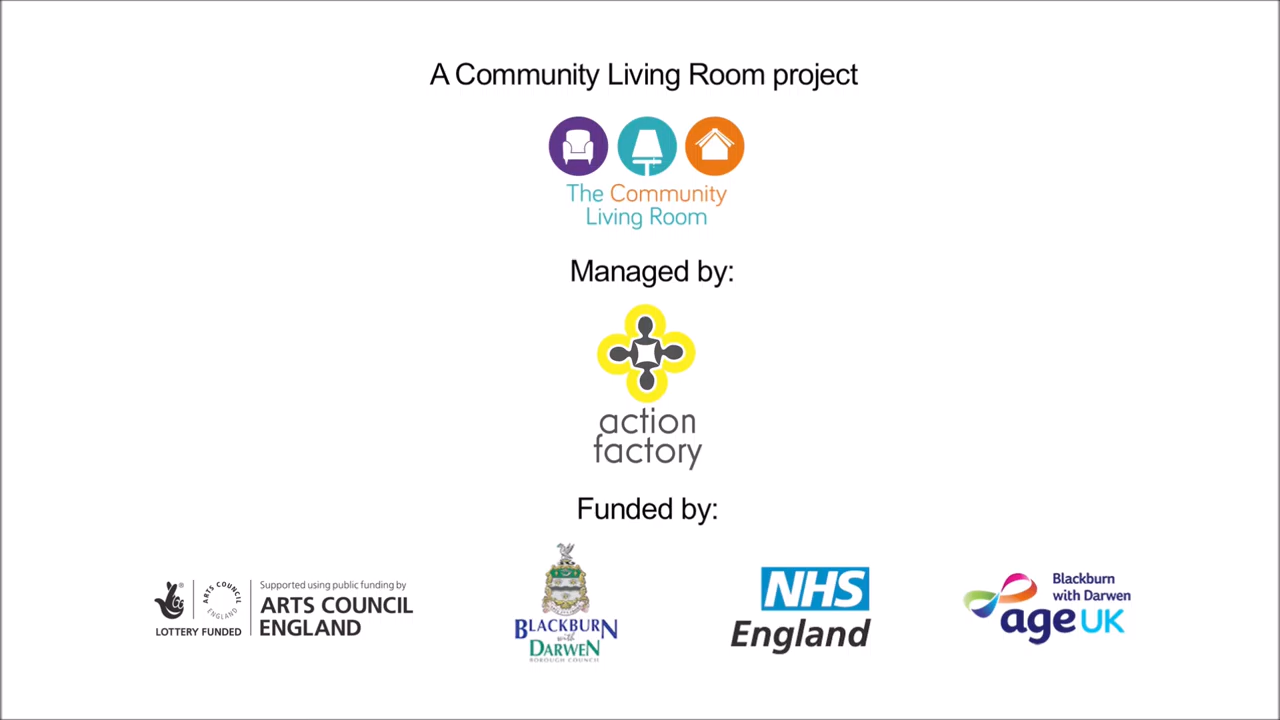 A Community Living Room project
The Community
Living Room
Managed by:
action
factory
Funded by:
LOTTERY FUNDED
ARTS COUNCIL
ENGLAND
Supported using public funding by
ARTS COUNCIL
ENGLAND
BLACKBURN
with
DARWEN
BOROUGH COUNCIL
NHS
England
Blackburn
with Darwen
age UK